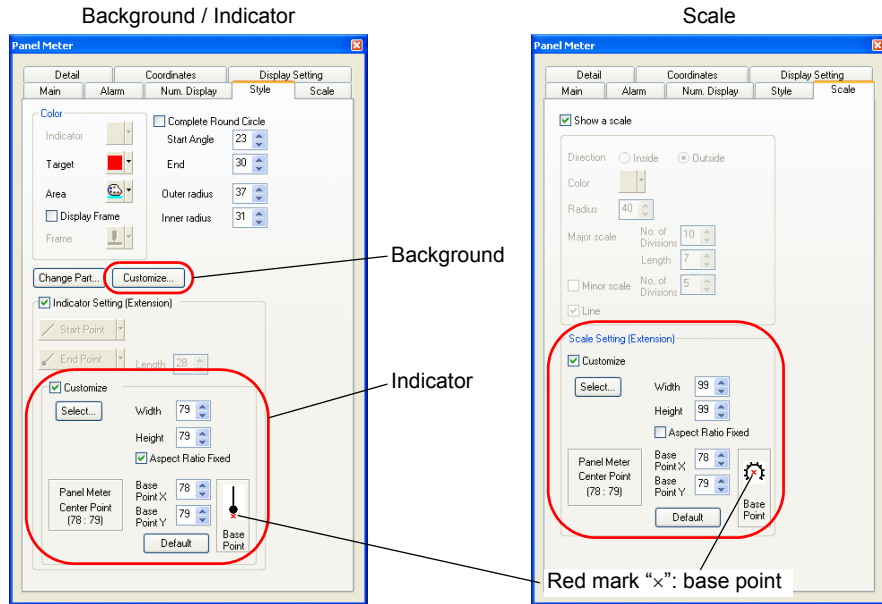 Background / Indicator
Panel Meter
Detail Coordinates Display Setting
Main Alarm Num. Display Style Scale
Color
Indicator
Target
Area
Display Frame
Frame
Complete Round Circle
Start Angle 23
End 30
Outer radius 37
Inner radius 31
Change Part... Customize...
Indicator Setting (Extension)
Start Point
End Point Length 28
Customize
Select... Width 79
Height 79
Aspect Ratio Fixed
Panel Meter
Center Point
(78 : 79)
Base
Point X 78
Base
Point Y 79
Default
Base
Point
Background
Indicator
Scale
Panel Meter
Detail Coordinates Display Setting
Main Alarm Num. Display Style Scale
Show a scale
Direction Inside Outside
Color
Radius 40
Major scale No. of
Divisions 10
Length 7
Minor scale No. of
Divisions 5
Line
Scale Setting (Extension)
Customize
Select... Width 99
Height 99
Aspect Ratio Fixed
Panel Meter
Center Point
(78 : 79)
Base
Point X 78
Base
Point Y 79
Default
Base
Point
Red mark “×”: base point